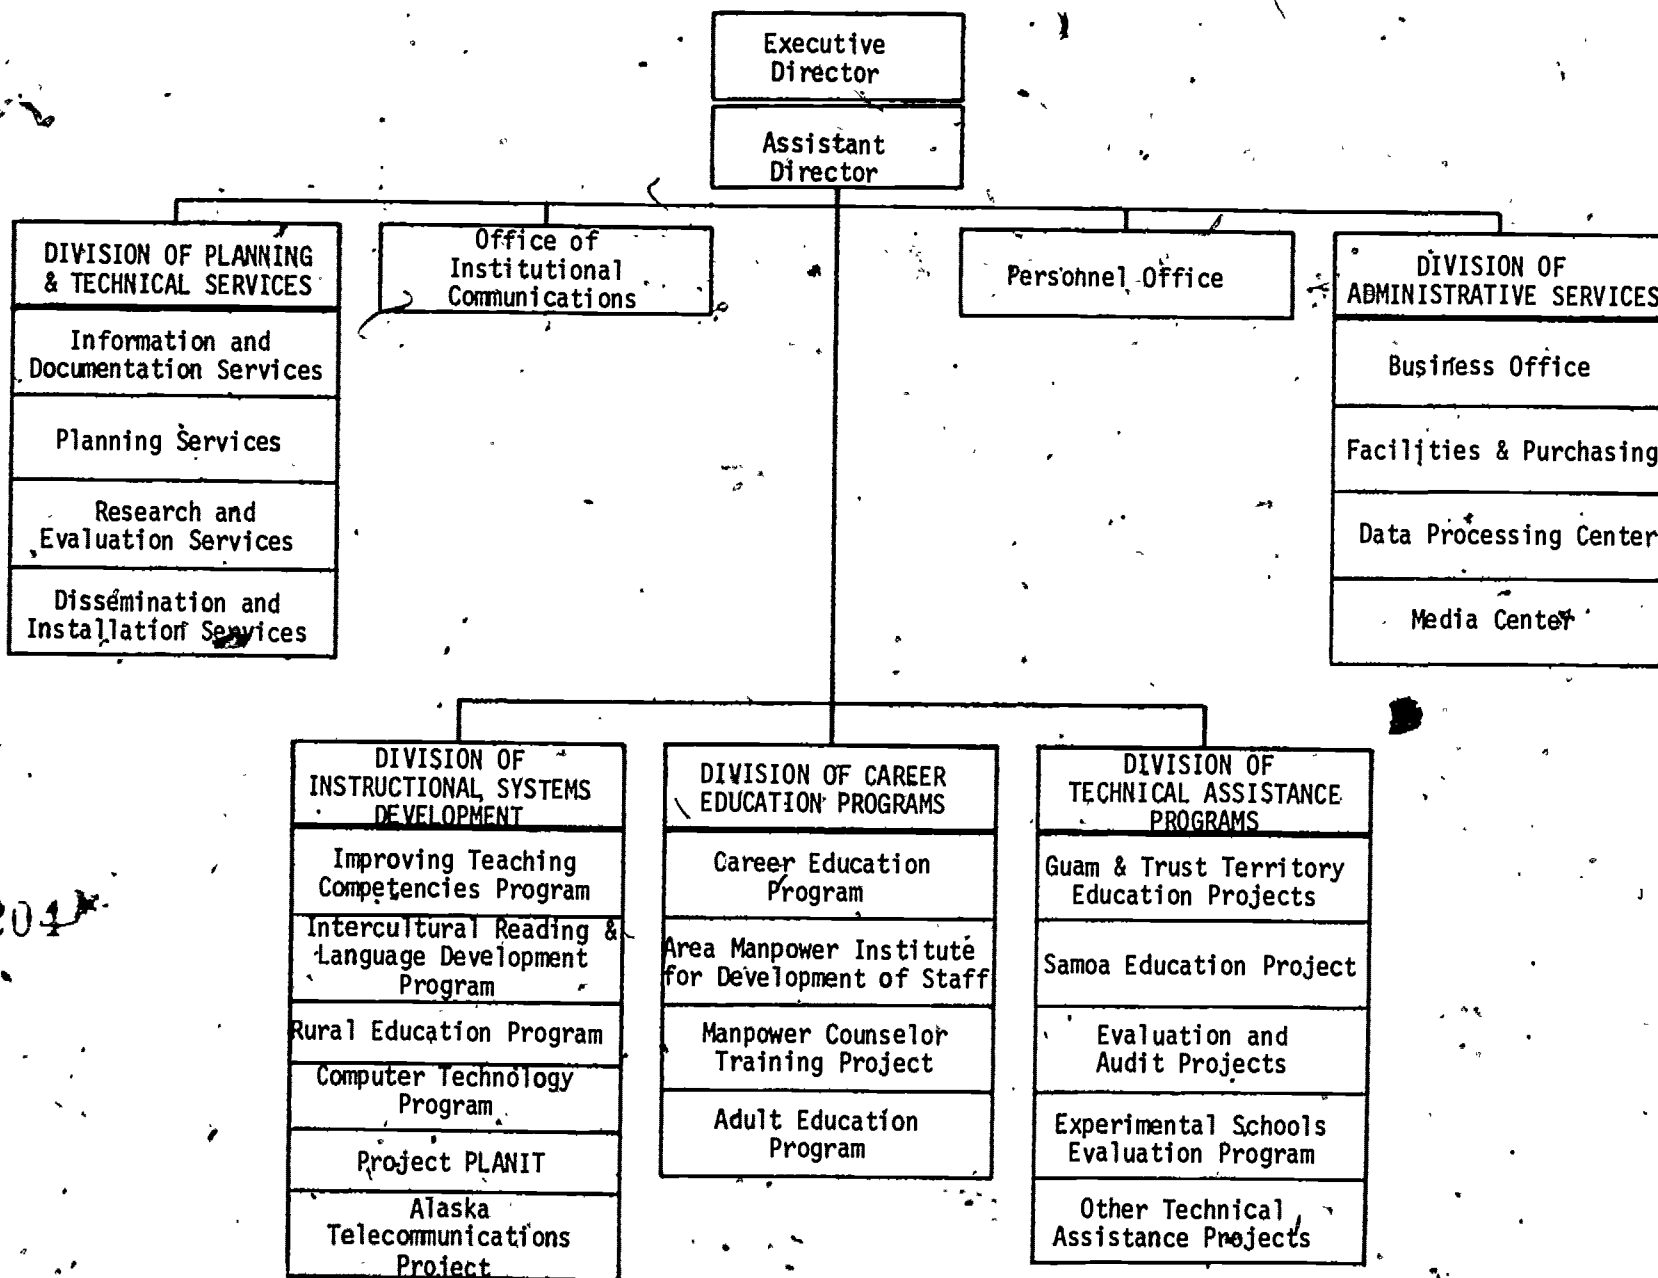 Executive
Director
Assistant
Director
DIVISION OF PLANNING
& TECHNICAL SERVICES
Information and
Documentation Services
Planning Services
Research and
Evaluation Services
Dissemination and
Installation Services
Office of
Institutional
Communications
Personnel Office
DIVISION OF
ADMINISTRATIVE SERVICES
Business Office
Facilities & Purchasing
Data Processing Center
Media Center
DIVISION OF
INSTRUCTIONAL SYSTEMS
DEVELOPMENT
Improving Teaching
Competencies Program
Intercultural Reading &
Language Development
Program
Rural Education Program
Computer Technology
Program
Project PLANIT
Alaska
Telecommunications
Project
DIVISION OF CAREER
EDUCATION PROGRAMS
Career Education
Program
Area Manpower Institute
for Development of Staff
Manpower Counselor
Training Project
Adult Education
Program
DIVISION OF
TECHNICAL ASSISTANCE
PROGRAMS
Guam & Trust Territory
Education Projects
Samoa Education Project
Evaluation and
Audit Projects
Experimental Schools
Evaluation Program
Other Technical
Assistance Projects